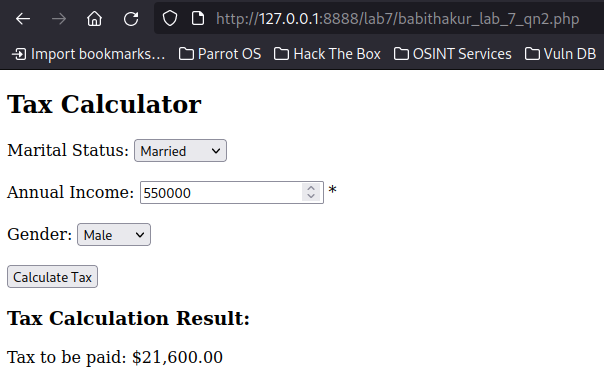 http://127.0.0.1:8888/lab7/babithakur_lab_7_qn2.php
Import bookmarks... Parrot OS Hack The Box OSINT Services Vuln DB
Tax Calculator
Marital Status: Married
Annual Income: 550000 *
Gender: Male
Calculate Tax
Tax Calculation Result:
Tax to be paid: $21,600.00